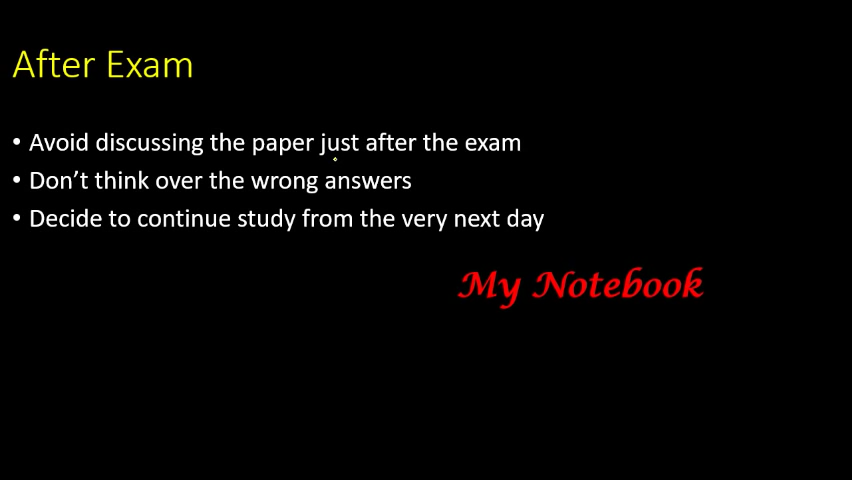 After Exam
• Avoid discussing the paper just after the exam
• Don’t think over the wrong answers
• Decide to continue study from the very next day
My Notebook